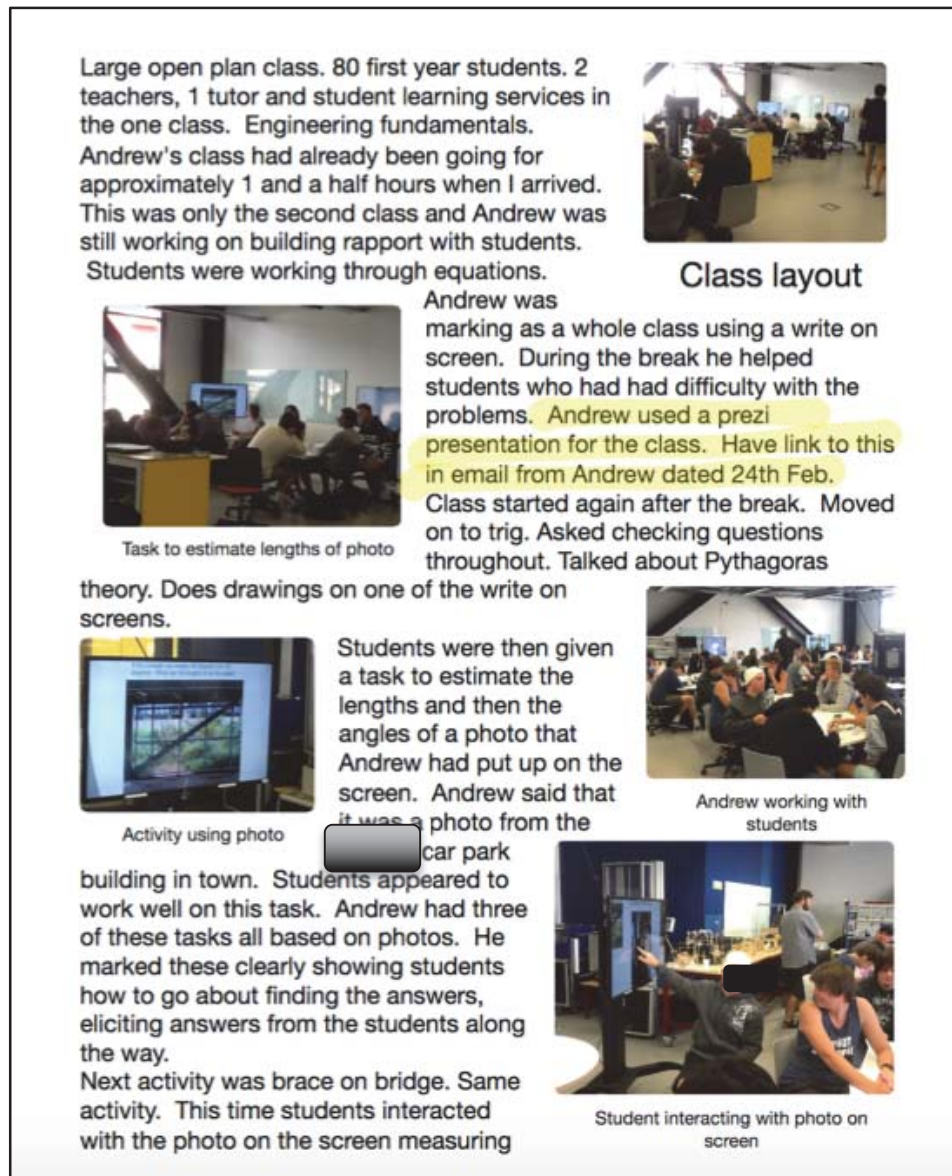 Large open plan class. 80 first year students. 2
teachers, 1 tutor and student learning services in
the one class.  Engineering fundamentals.
Andrew's class had already been going for
approximately 1 and a half hours when I arrived.
This was only the second class and Andrew was
still working on building rapport with students.
Students were working through equations.
Class layout
Andrew was
marking as a whole class using a write on
screen.  During the break he helped
students who had had difficulty with the
problems.  Andrew used a prezi
presentation for the class.  Have link to this
in email from Andrew dated 24th Feb.
Class started again after the break.  Moved
on to trig. Asked checking questions
throughout. Talked about Pythagoras
Task to estimate lengths of photo
theory. Does drawings on one of the write on
screens.
Students were then given
a task to estimate the
lengths and then the
angles of a photo that
Andrew had put up on the
screen.  Andrew said that
it was a photo from the
car park
Activity using photo
Andrew working with
students
building in town.  Students appeared to
work well on this task.  Andrew had three
of these tasks all based on photos.  He
marked these clearly showing students
how to go about finding the answers,
eliciting answers from the students along
the way.
Next activity was brace on bridge. Same
activity.  This time students interacted
with the photo on the screen measuring
Student interacting with photo on
screen